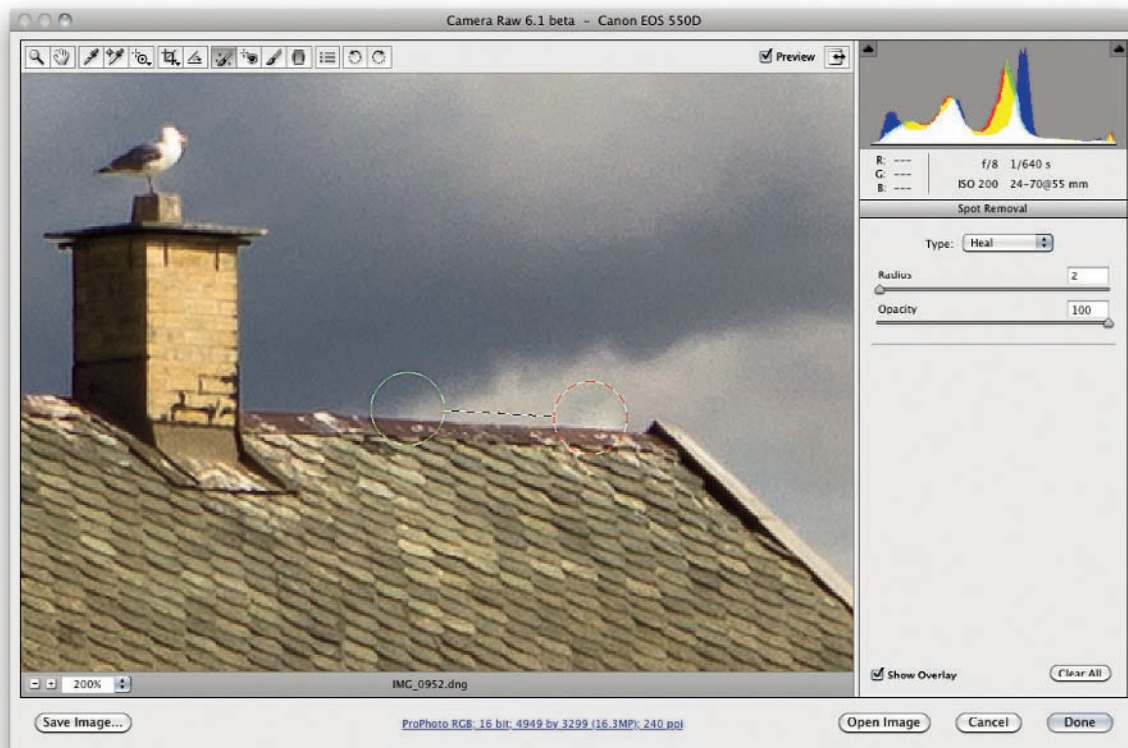 Camera Raw 6.1 beta - Canon EOS 550D
Preview
R: ---
G: ---
B: ---
f/8 1/640 s
ISO 200 24-70@55 mm
Spot Removal
Type: Heal
Radius 2
Opacity 100
Show Overlay
Clear All
200%
IMG_0952.dng
Save Image...
ProPhoto RGB; 16 bit; 4949 by 3299 (16.3MP); 240 ppi
Open Image
Cancel
Done